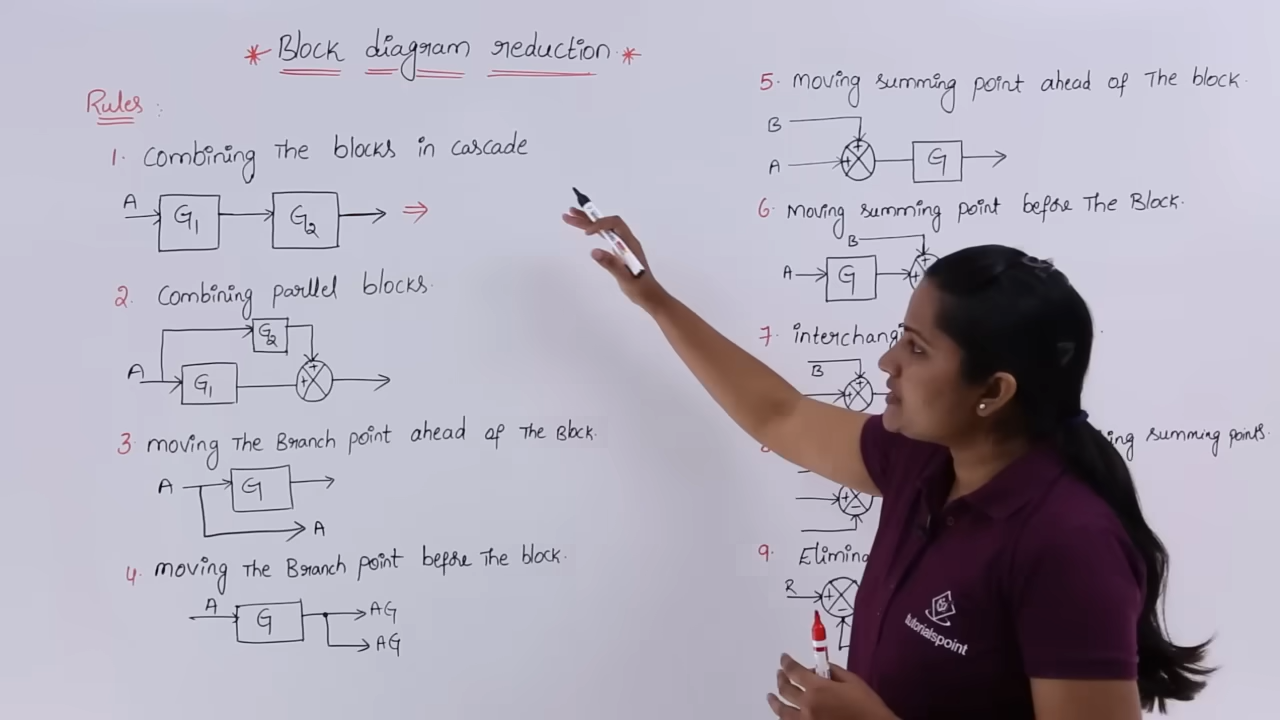 * Block diagram reduction *
Rules :
1. Combining The blocks in cascade
A G1 G2 ⇒
2. Combining parllel blocks.
G2
A G1 + +
3 moving The Branch point ahead of The Block.
A G
A
4. moving The Branch point before The block.
A G AG
AG
5. moving summing point ahead of The block.
B
A + + G
6 Moving summing point before The Block.
B
A G + +
7
B
+ +
ing summing points.
+ -
9.
R + -
tutorialspoint